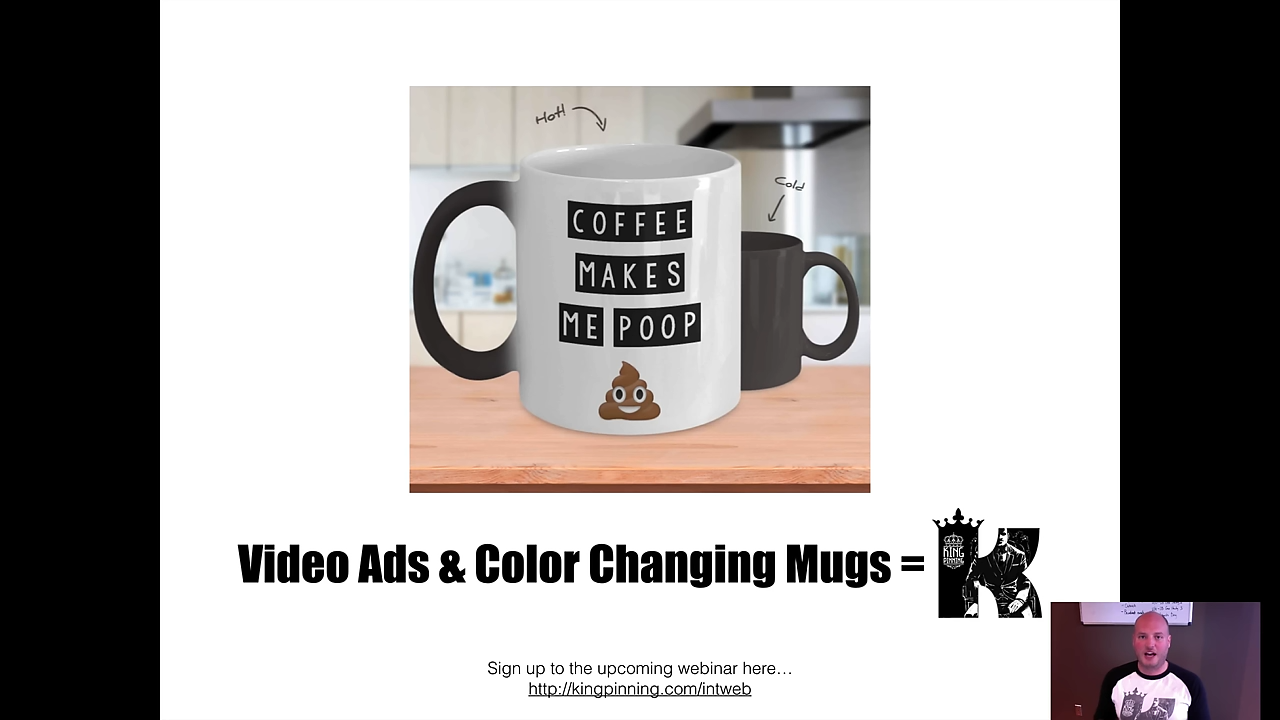 Hot!
Cold
COFFEE
MAKES
ME POOP
Video Ads & Color Changing Mugs =
KING
PINNING
Sign up to the upcoming webinar here…
http://kingpinning.com/intweb